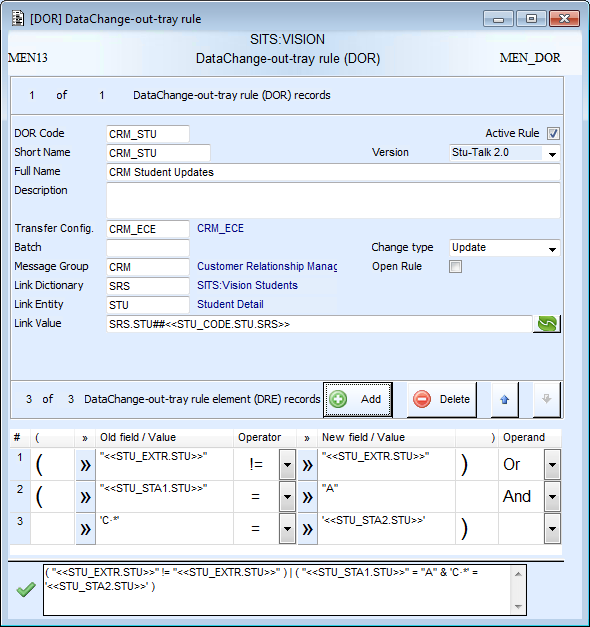 [DOR] DataChange-out-tray rule
SITS:VISION
MEN13 DataChange-out-tray rule (DOR) MEN_DOR
1 of 1 DataChange-out-tray rule (DOR) records
DOR Code CRM_STU Active Rule
Short Name CRM_STU Version Stu-Talk 2.0
Full Name CRM Student Updates
Description
Transfer Config. CRM_ECE CRM_ECE
Batch Change type Update
Message Group CRM Customer Relationship Manag Open Rule
Link Dictionary SRS SITS:Vision Students
Link Entity STU Student Detail
Link Value SRS.STU##<<STU_CODE.STU.SRS>>
3 of 3 DataChange-out-tray rule element (DRE) records Add Delete
# ( » Old field / Value Operator » New field / Value ) Operand
1 ( » "<<STU_EXTR.STU>>" != » "<<STU_EXTR.STU>>" ) Or
2 ( » "<<STU_STA1.STU>>" = » "A" And
3 » 'C-*' = » '<<STU_STA2.STU>>' )
( "<<STU_EXTR.STU>>" != "<<STU_EXTR.STU>>" ) | ( "<<STU_STA1.STU>>" = "A" & 'C-*' =
'<<STU_STA2.STU>>' )